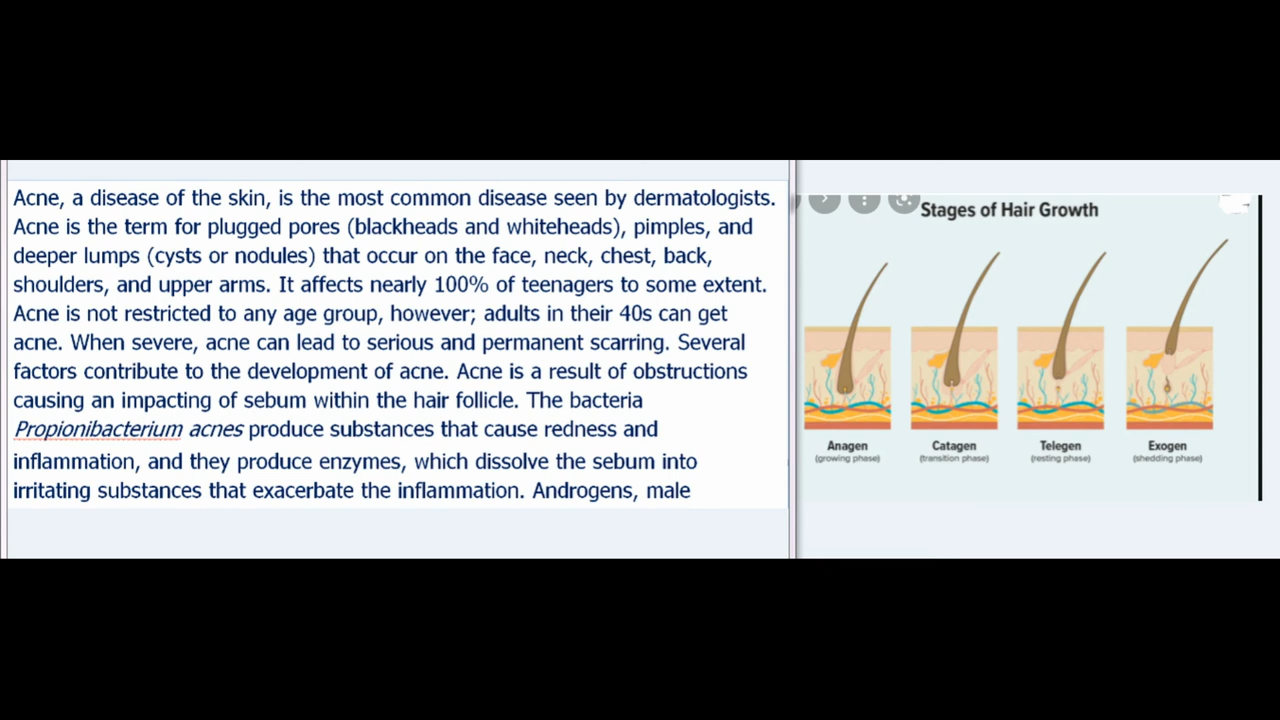 Acne, a disease of the skin, is the most common disease seen by dermatologists.
Acne is the term for plugged pores (blackheads and whiteheads), pimples, and
deeper lumps (cysts or nodules) that occur on the face, neck, chest, back,
shoulders, and upper arms. It affects nearly 100% of teenagers to some extent.
Acne is not restricted to any age group, however; adults in their 40s can get
acne. When severe, acne can lead to serious and permanent scarring. Several
factors contribute to the development of acne. Acne is a result of obstructions
causing an impacting of sebum within the hair follicle. The bacteria
Propionibacterium acnes produce substances that cause redness and
inflammation, and they produce enzymes, which dissolve the sebum into
irritating substances that exacerbate the inflammation. Androgens, male
Stages of Hair Growth
Anagen
(growing phase)
Catagen
(transition phase)
Telegen
(resting phase)
Exogen
(shedding phase)